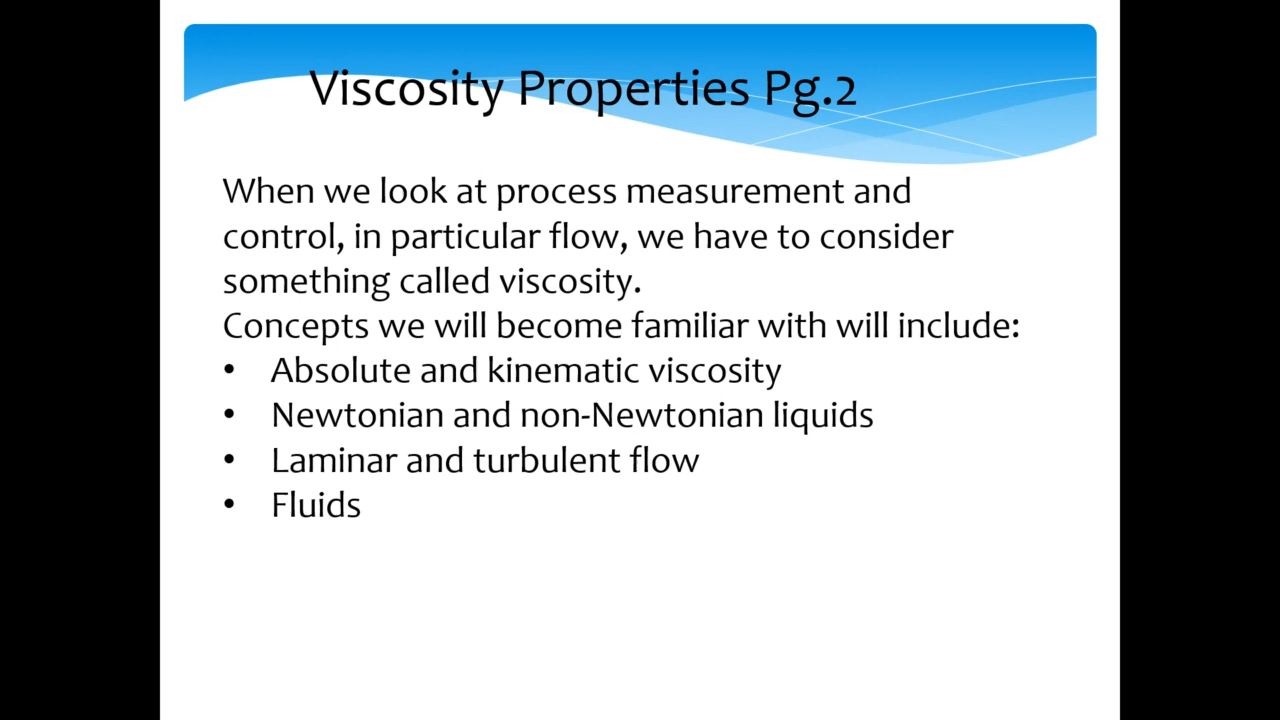 Viscosity Properties Pg.2
When we look at process measurement and
control, in particular flow, we have to consider
something called viscosity.
Concepts we will become familiar with will include:
• Absolute and kinematic viscosity
• Newtonian and non-Newtonian liquids
• Laminar and turbulent flow
• Fluids